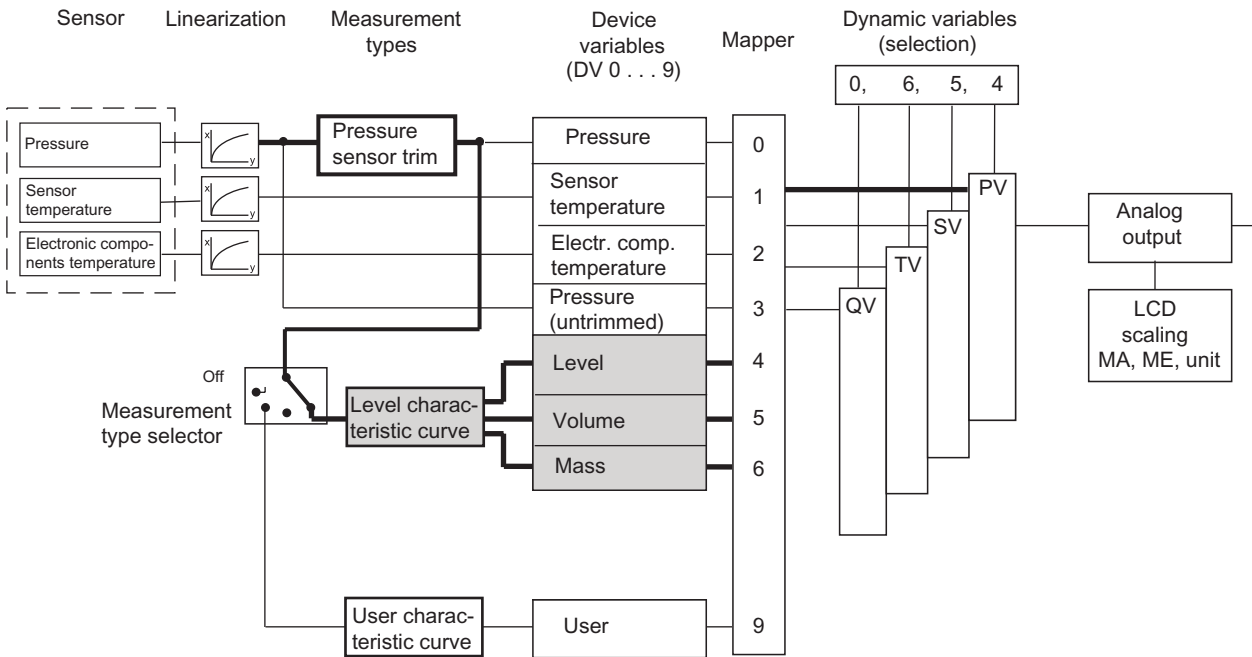 Sensor
Linearization
Measurement
types
Device
variables
(DV 0 . . . 9)
Mapper
Dynamic variables
(selection)
0, 6, 5, 4
Pressure
x
y
Pressure
sensor trim
Pressure
0
Sensor
temperature
x
y
Sensor
temperature
1
PV
Analog
output
Electronic compo-
nents temperature
x
y
Electr. comp.
temperature
2
SV
TV
Pressure
(untrimmed)
3
QV
LCD
scaling
MA, ME, unit
Off
Measurement
type selector
Level charac-
teristic curve
Level
4
Volume
5
Mass
6
User charac-
teristic curve
User
9